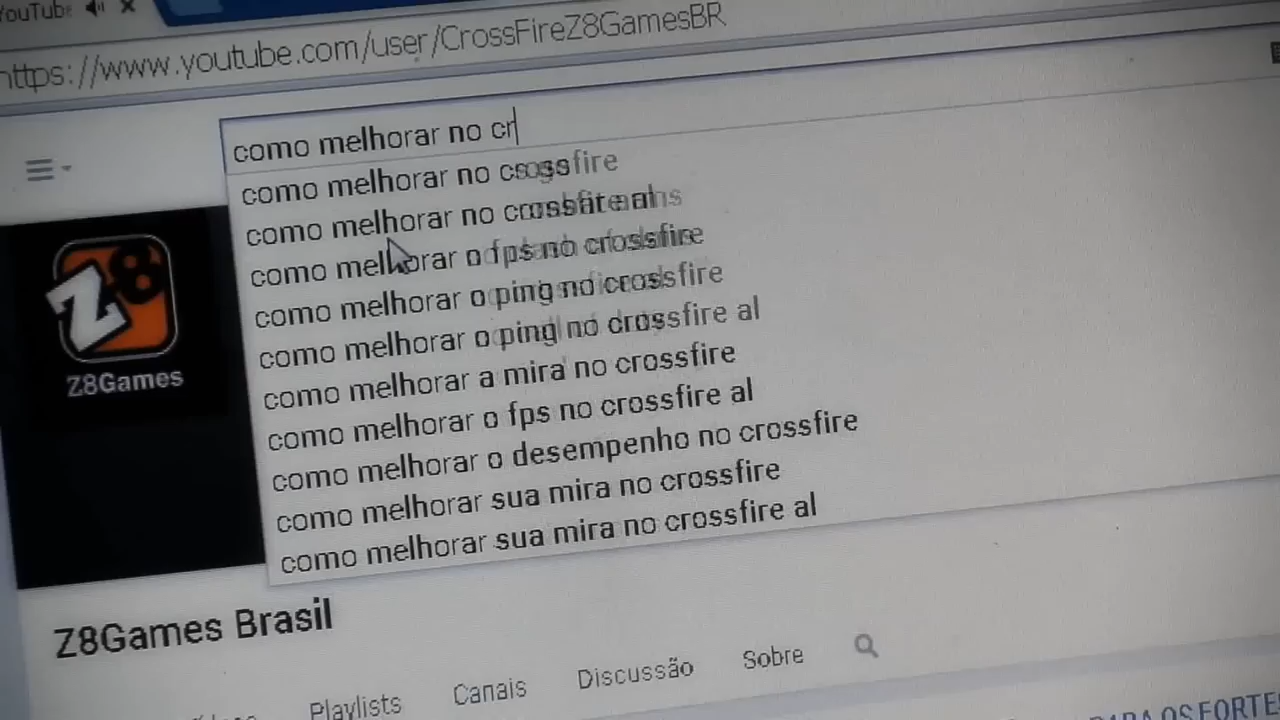 YouTube
https://www.youtube.com/user/CrossFireZ8GamesBR
como melhorar no cr
como melhorar no crossfire
como melhorar no crossfire al
como melhorar o fps no crossfire
como melhorar o ping no crossfire
como melhorar o ping no crossfire al
como melhorar a mira no crossfire
como melhorar o fps no crossfire al
como melhorar o desempenho no crossfire
como melhorar sua mira no crossfire
como melhorar sua mira no crossfire al
Z8
Z8Games
Z8Games Brasil
Playlists Canais Discussão Sobre
PARA OS FORTES